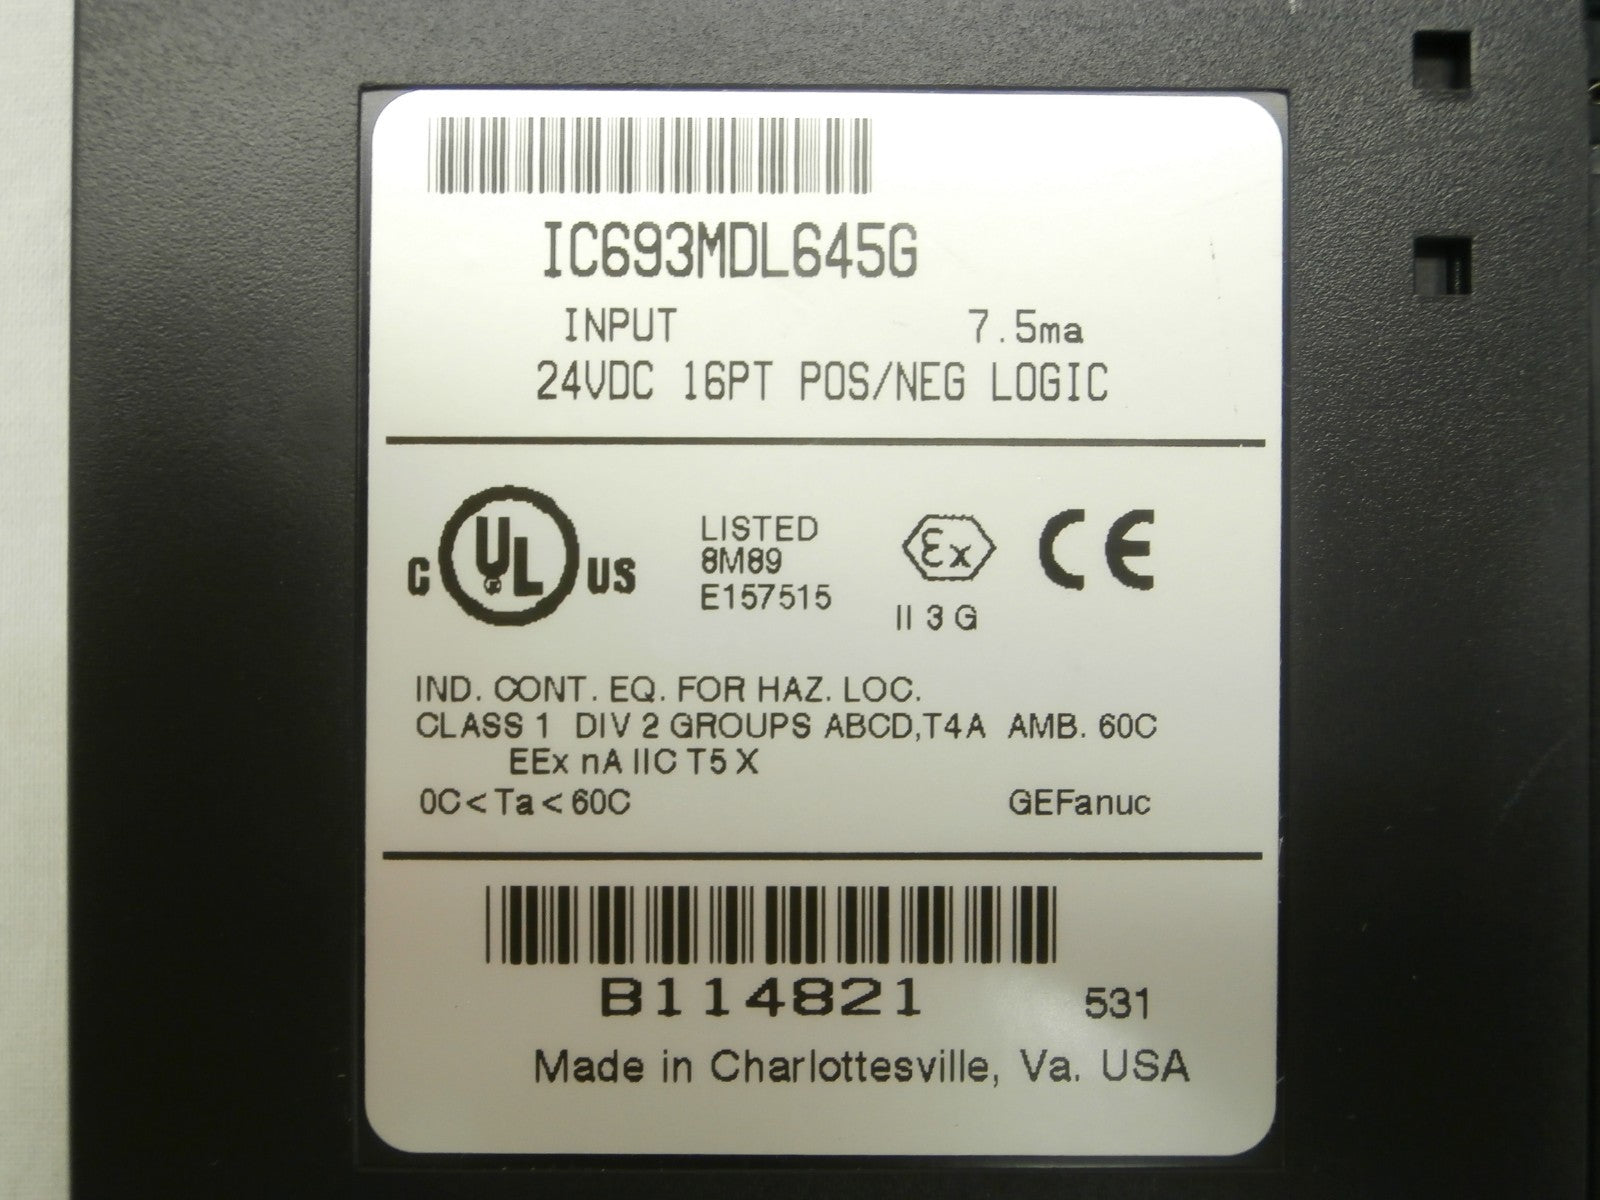 IC693MDL645G
INPUT 7.5ma
24VDC 16PT POS/NEG LOGIC
C UL US
LISTED
8M89
E157515
Ex
II 3 G
CE
IND. CONT. EQ. FOR HAZ. LOC.
CLASS 1 DIV 2 GROUPS ABCD,T4A AMB. 60C
EEx nA IIC T5 X
0C<Ta<60C GEFanuc
B114821 531
Made in Charlottesville, Va. USA